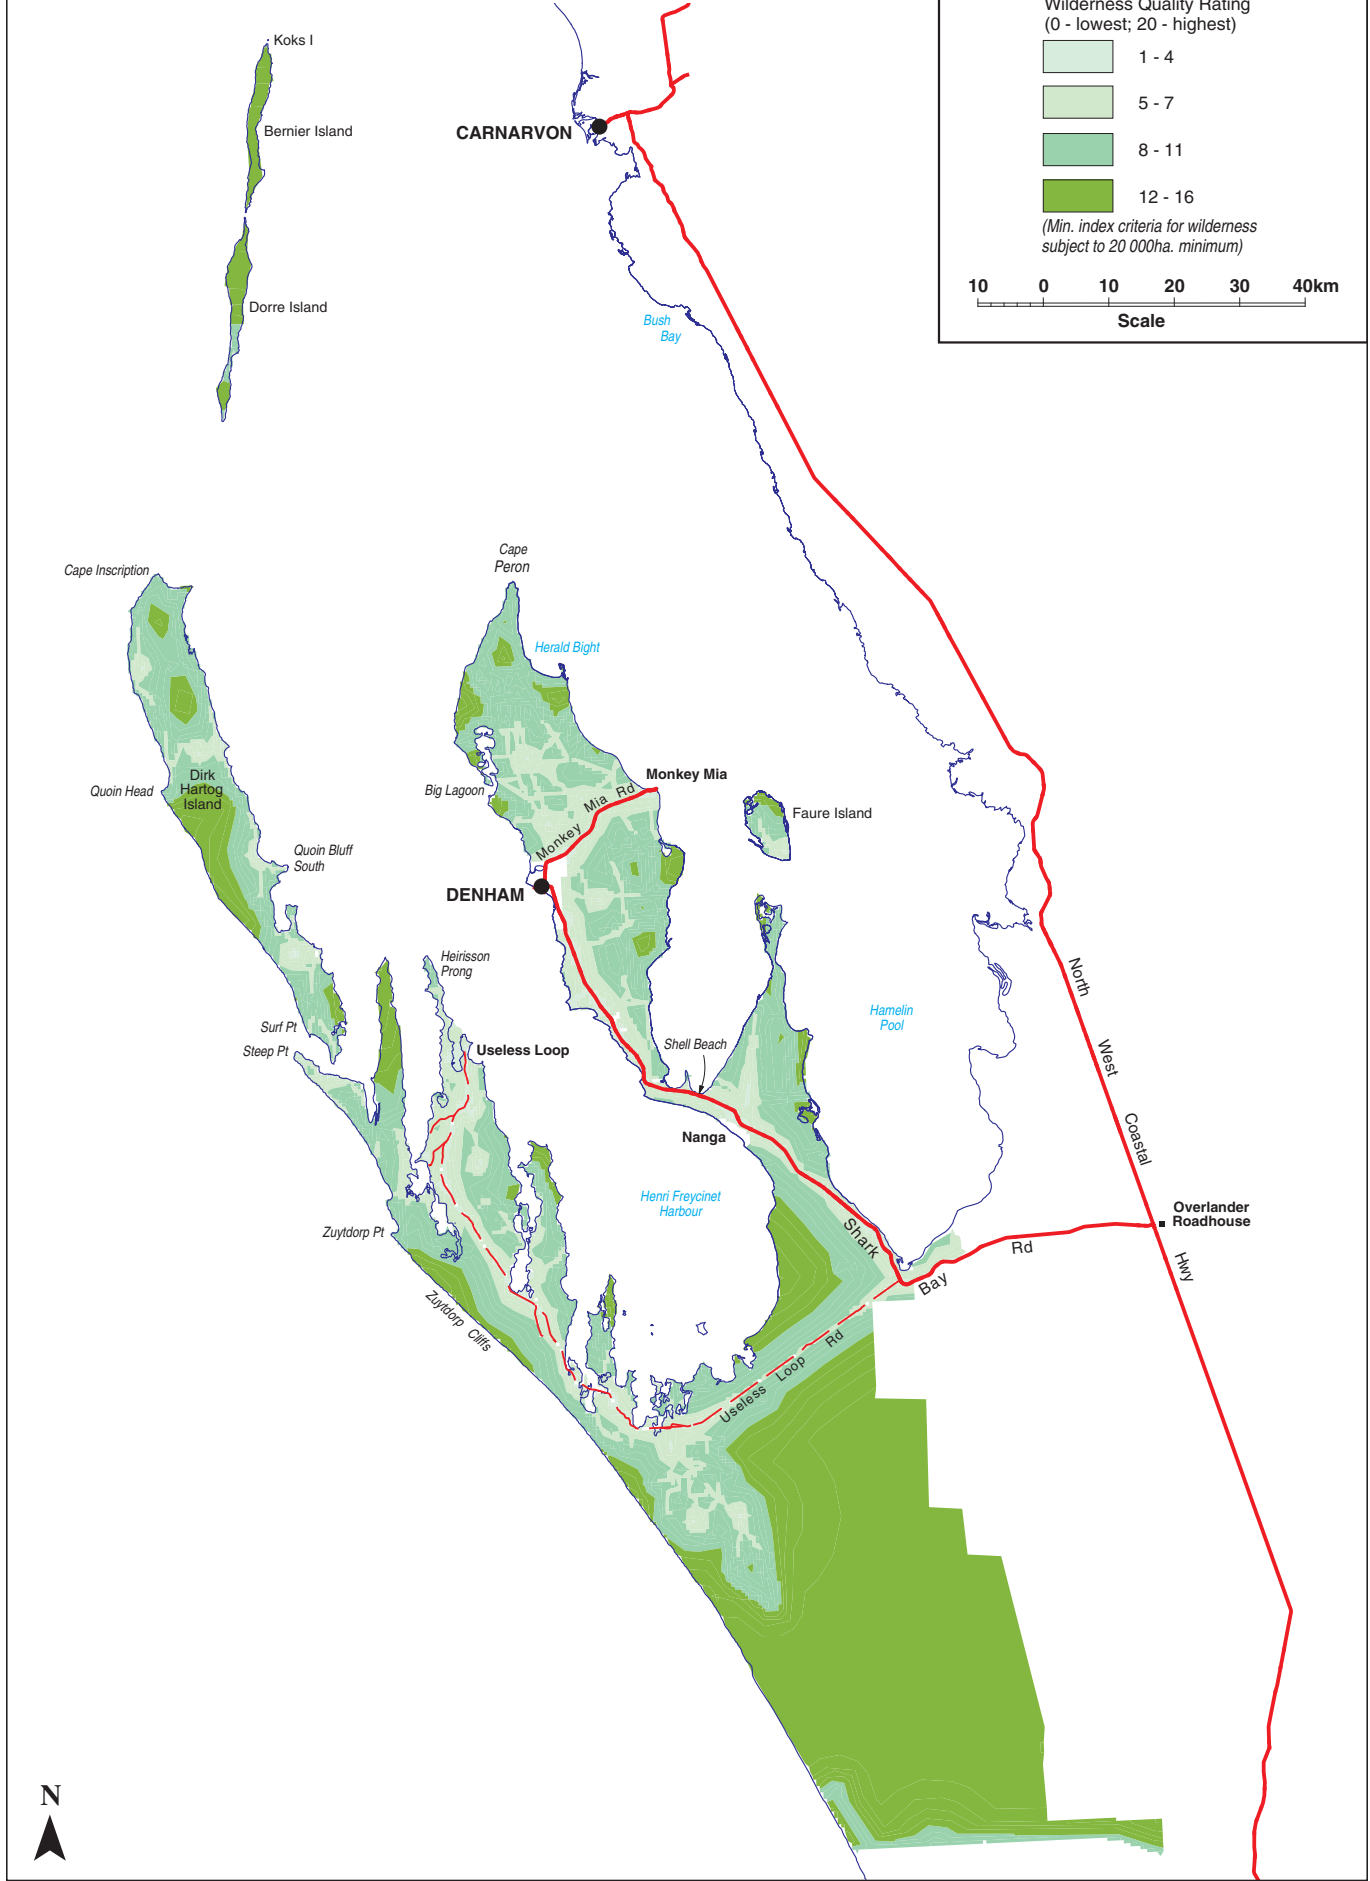 Wilderness Quality Rating
(0 - lowest; 20 - highest)
1 - 4
5 - 7
8 - 11
12 - 16
(Min. index criteria for wilderness
subject to 20 000ha. minimum)
10 0 10 20 30 40km
Scale
Koks I
Bernier Island
CARNARVON
Dorre Island
Bush
Bay
Cape
Peron
Cape Inscription
Herald Bight
Dirk
Hartog
Island
Quoin Head
Big Lagoon
Monkey Mia
Monkey Mia Rd
Faure Island
Quoin Bluff
South
DENHAM
Heirisson
Prong
North West Coastal Hwy
Hamelin
Pool
Surf Pt
Steep Pt
Useless Loop
Shell Beach
Nanga
Henri Freycinet
Harbour
Zuytdorp Pt
Zuytdorp Cliffs
Shark Bay Rd
Overlander
Roadhouse
Useless Loop Rd
N